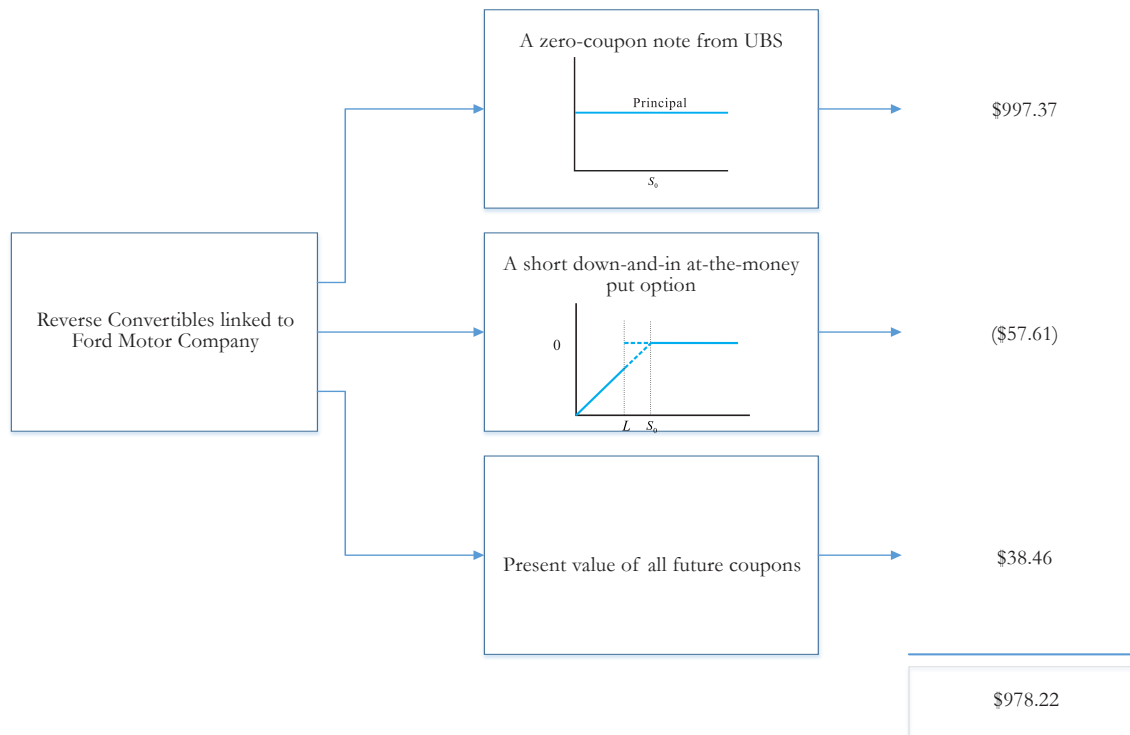 A zero-coupon note from UBS
Principal
S₀
$997.37
Reverse Convertibles linked to
Ford Motor Company
A short down-and-in at-the-money
put option
0
L S₀
($57.61)
Present value of all future coupons
$38.46
$978.22